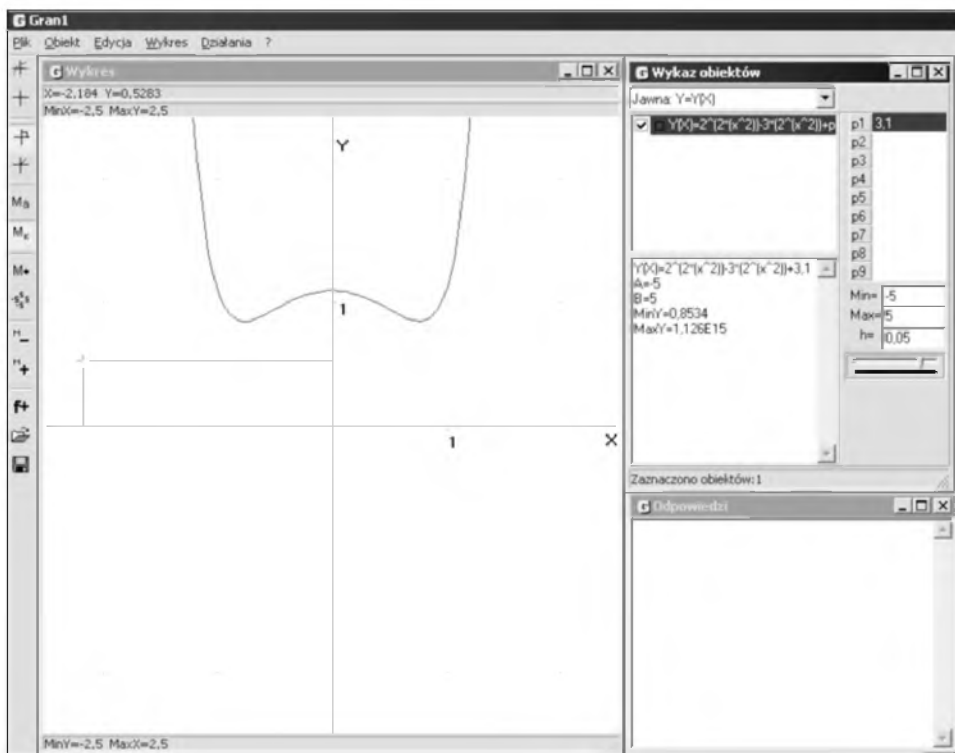 Gran1
Plik Obiekt Edycja Wykres Działania ?
Wykres
X=-2,184 Y=0,5283
MinX=-2,5 MaxY=2,5
Y
1
1
X
MinY=-2,5 MaxX=2,5
Wykaz obiektów
Jawna: Y=Y(X)
Y(X)=2^(2*(x^2))-3*(2^(x^2))+p
p1 3,1
p2
p3
p4
p5
p6
p7
p8
p9
Y(X)=2^(2*(x^2))-3*(2^(x^2))+3,1
A=-5
B=5
MinY=0,8534
MaxY=1,126E15
Min= -5
Max= 5
h= 0,05
Zaznaczono obiektów:1
Odpowiedzi